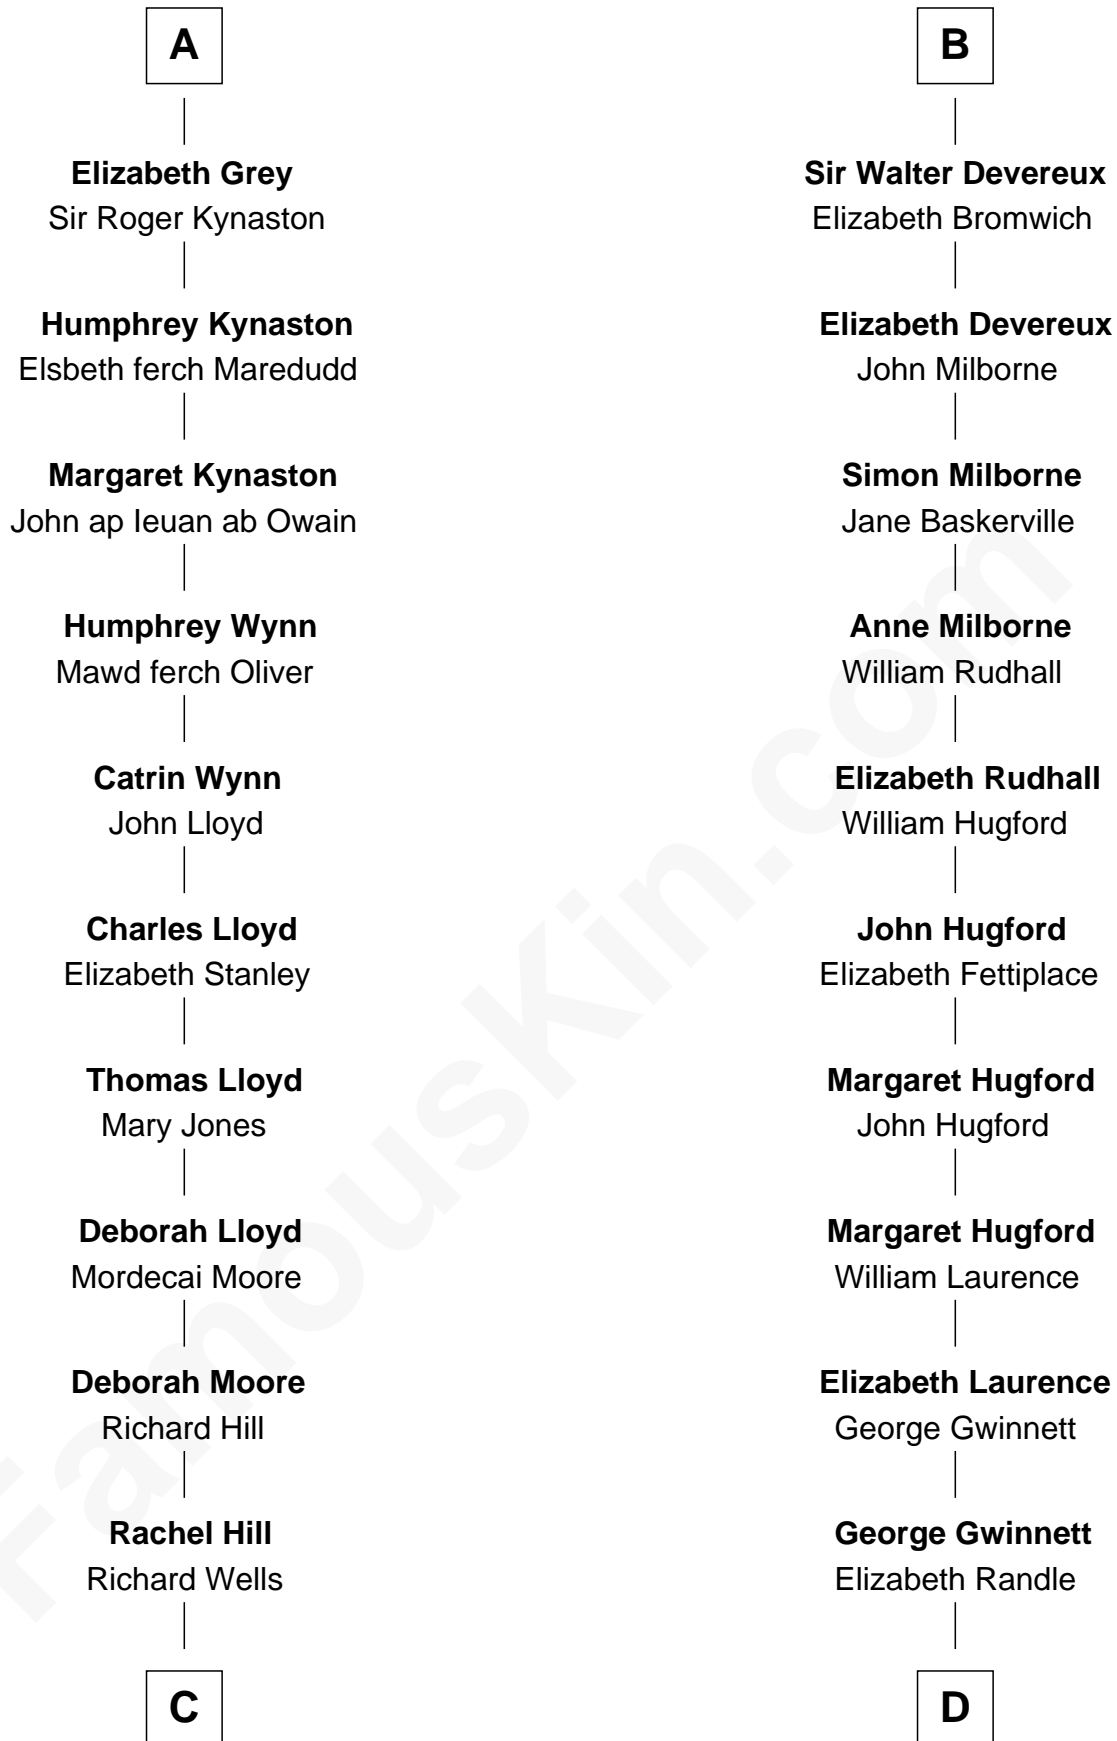 A
Elizabeth Grey
Sir Roger Kynaston
Humphrey Kynaston
Elsbeth ferch Maredudd
Margaret Kynaston
John ap Ieuan ab Owain
Humphrey Wynn
Mawd ferch Oliver
Catrin Wynn
John Lloyd
Charles Lloyd
Elizabeth Stanley
Thomas Lloyd
Mary Jones
Deborah Lloyd
Mordecai Moore
Deborah Moore
Richard Hill
Rachel Hill
Richard Wells
C
B
Sir Walter Devereux
Elizabeth Bromwich
Elizabeth Devereux
John Milborne
Simon Milborne
Jane Baskerville
Anne Milborne
William Rudhall
Elizabeth Rudhall
William Hugford
John Hugford
Elizabeth Fettiplace
Margaret Hugford
John Hugford
Margaret Hugford
William Laurence
Elizabeth Laurence
George Gwinnett
George Gwinnett
Elizabeth Randle
D
FamousKin.com